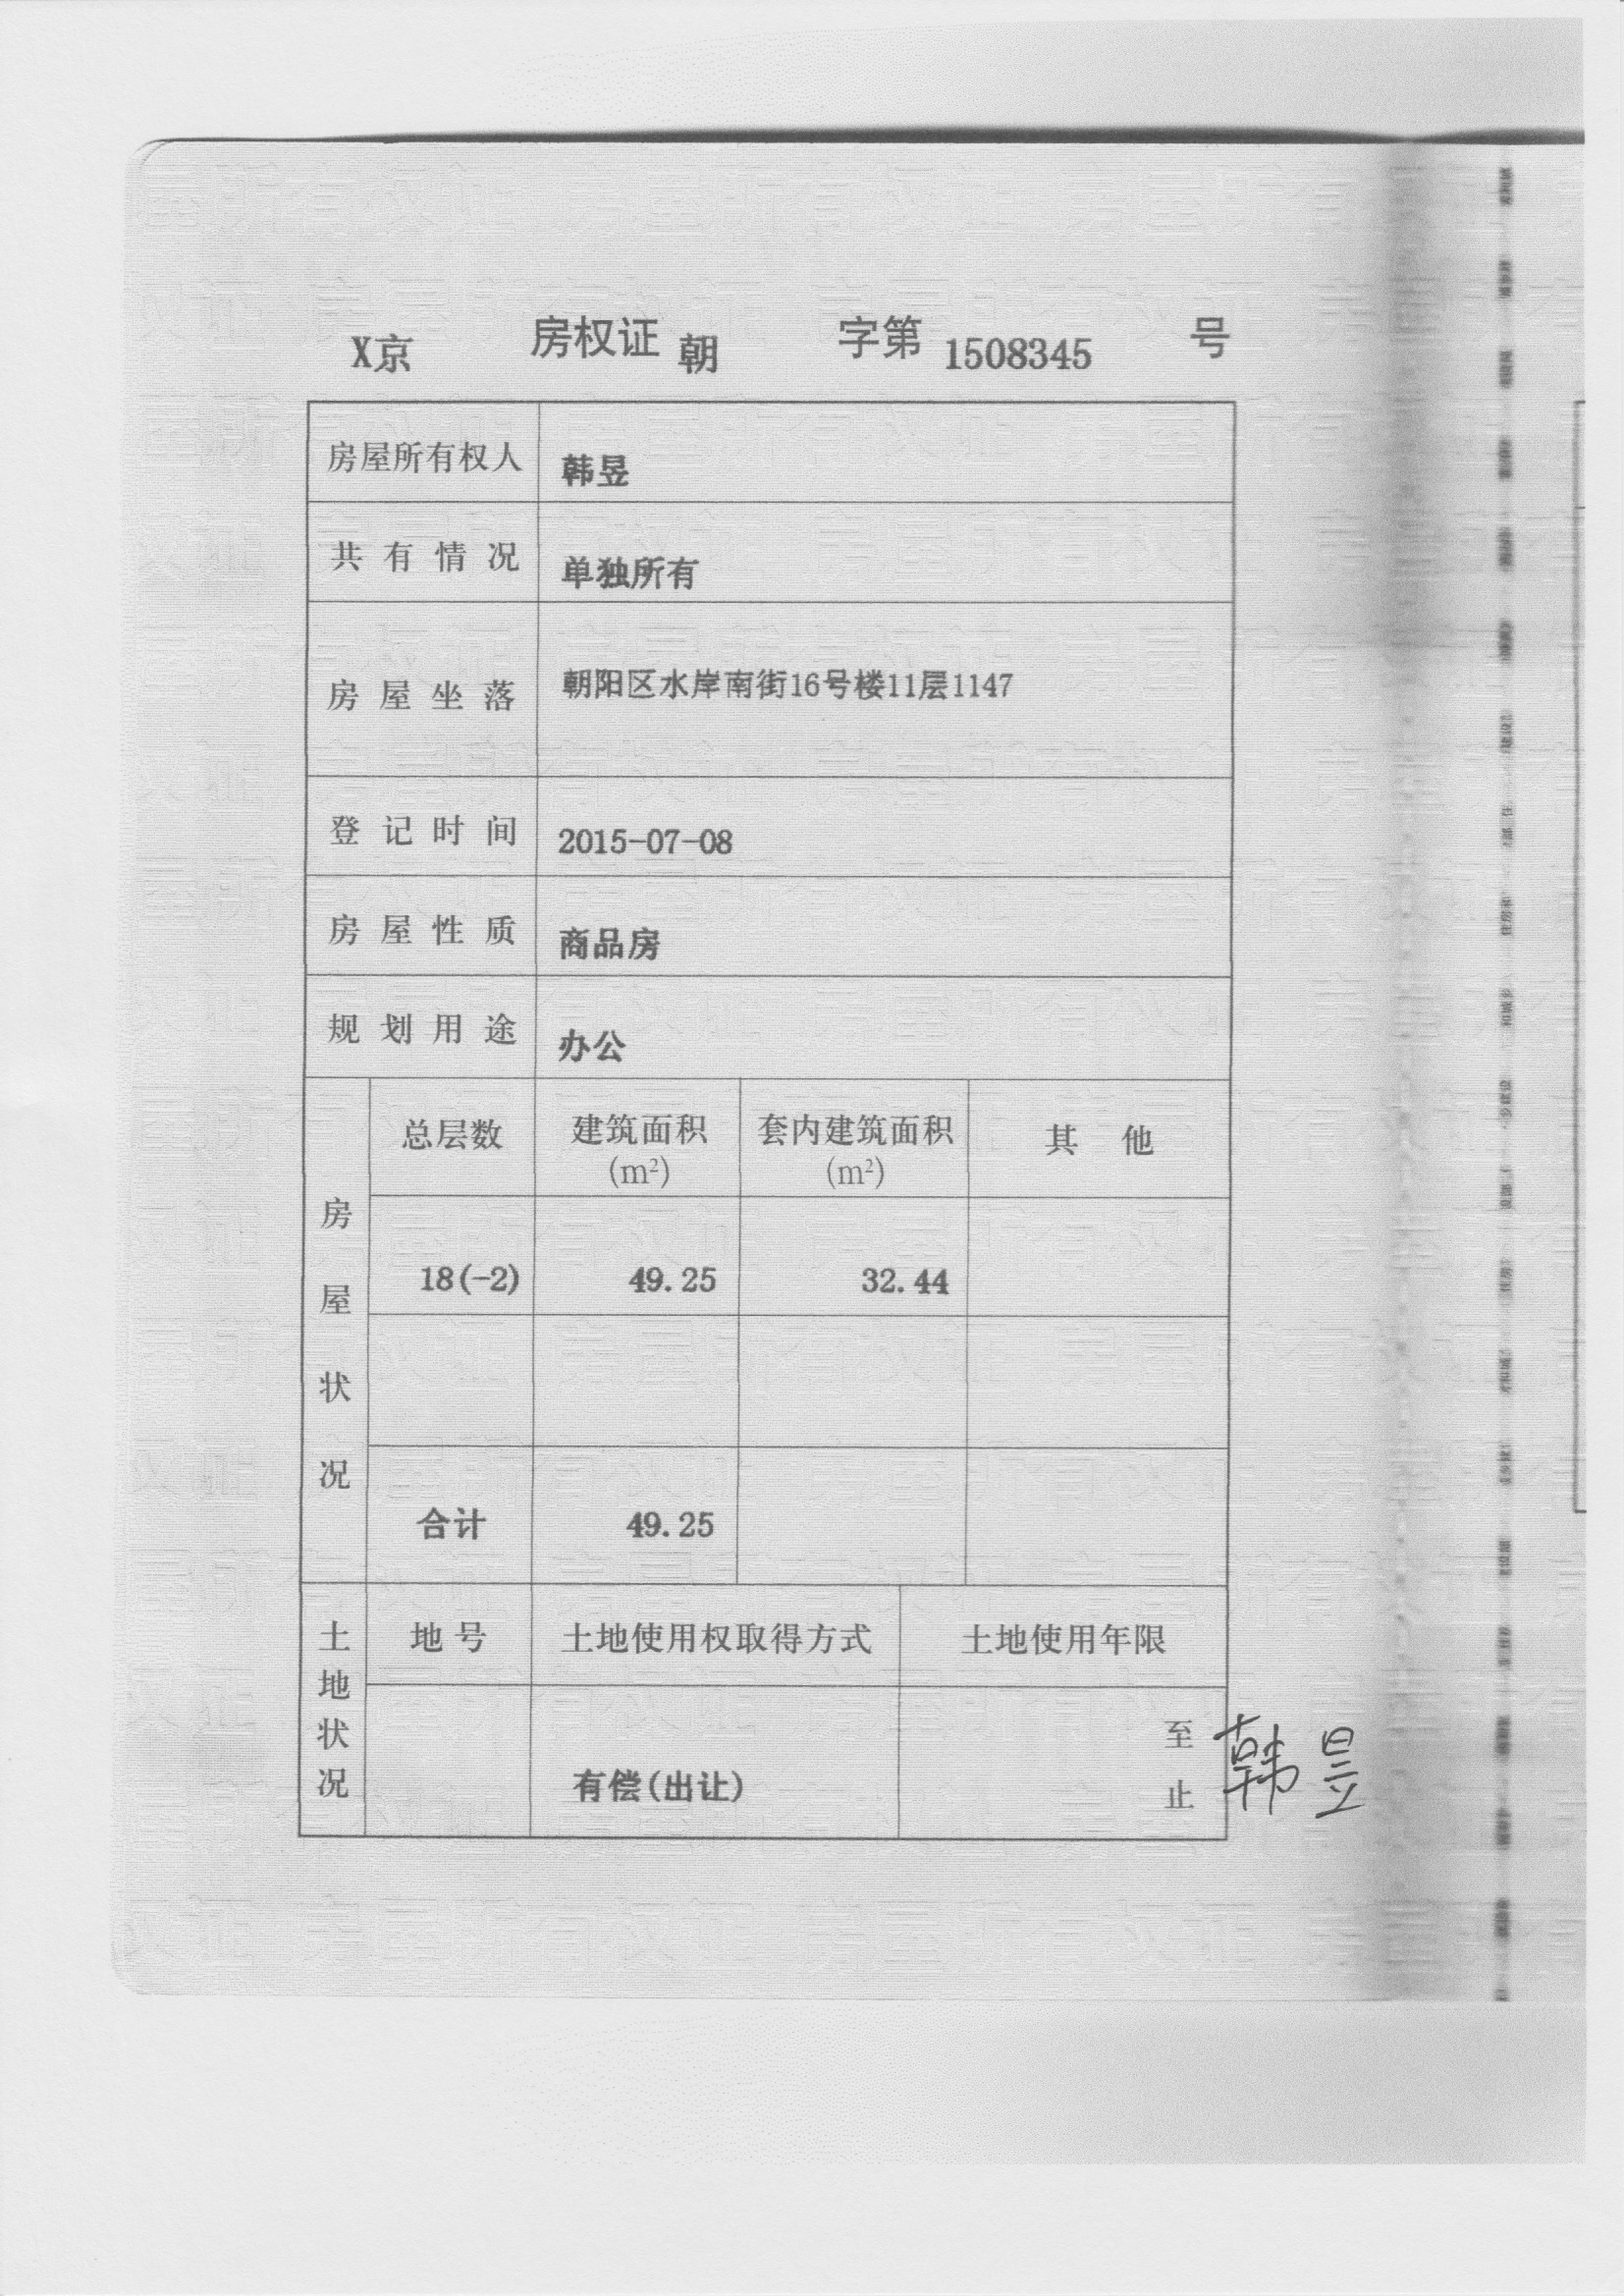 X京 房权证 朝 字第 1508345 号
房屋所有权人 韩昱
共有情况 单独所有
房屋坐落 朝阳区水岸南街16号楼11层1147
登记时间 2015-07-08
房屋性质 商品房
规划用途 办公
房屋状况
总层数 建筑面积(m²) 套内建筑面积(m²) 其他
18(-2) 49.25 32.44
合计 49.25
土地状况
地号 土地使用权取得方式 土地使用年限
有偿(出让) 至
止
韩昱